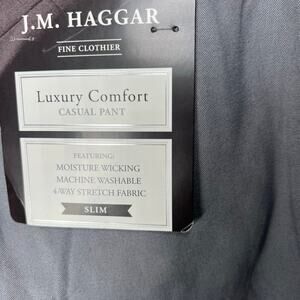 J.M. HAGGAR
FINE CLOTHIER
Luxury Comfort
CASUAL PANT
FEATURING:
MOISTURE WICKING
MACHINE WASHABLE
4-WAY STRETCH FABRIC
SLIM